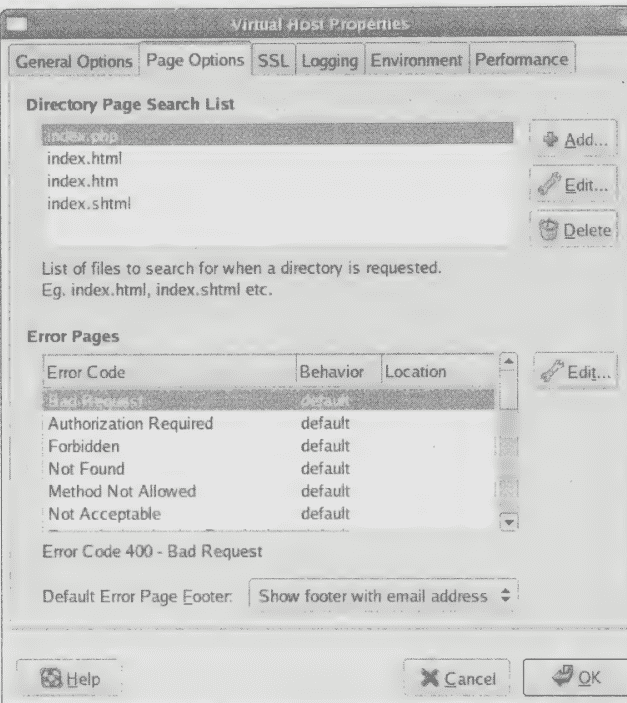 Virtual Host Properties
General Options Page Options SSL Logging Environment Performance
Directory Page Search List
index.php
index.html
index.htm
index.shtml
Add...
Edit...
Delete
List of files to search for when a directory is requested.
Eg. index.html, index.shtml etc.
Error Pages
Error Code Behavior Location
Bad Request default
Authorization Required default
Forbidden default
Not Found default
Method Not Allowed default
Not Acceptable default
Edit...
Error Code 400 - Bad Request
Default Error Page Footer: Show footer with email address
Help Cancel OK